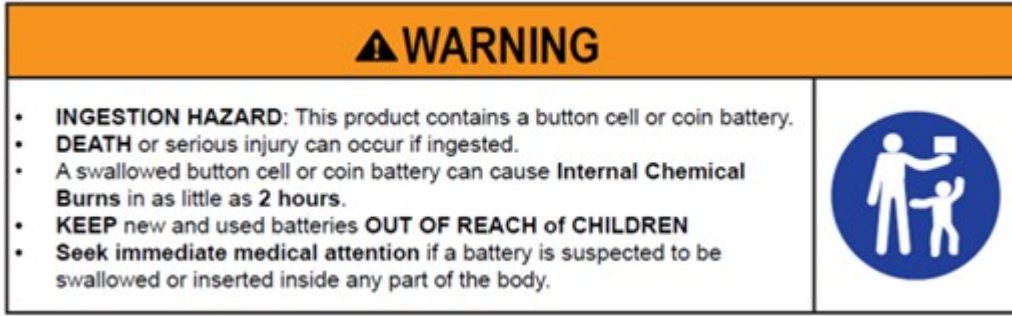 ⚠WARNING
• INGESTION HAZARD: This product contains a button cell or coin battery.
• DEATH or serious injury can occur if ingested.
• A swallowed button cell or coin battery can cause Internal Chemical
Burns in as little as 2 hours.
• KEEP new and used batteries OUT OF REACH of CHILDREN
• Seek immediate medical attention if a battery is suspected to be
swallowed or inserted inside any part of the body.